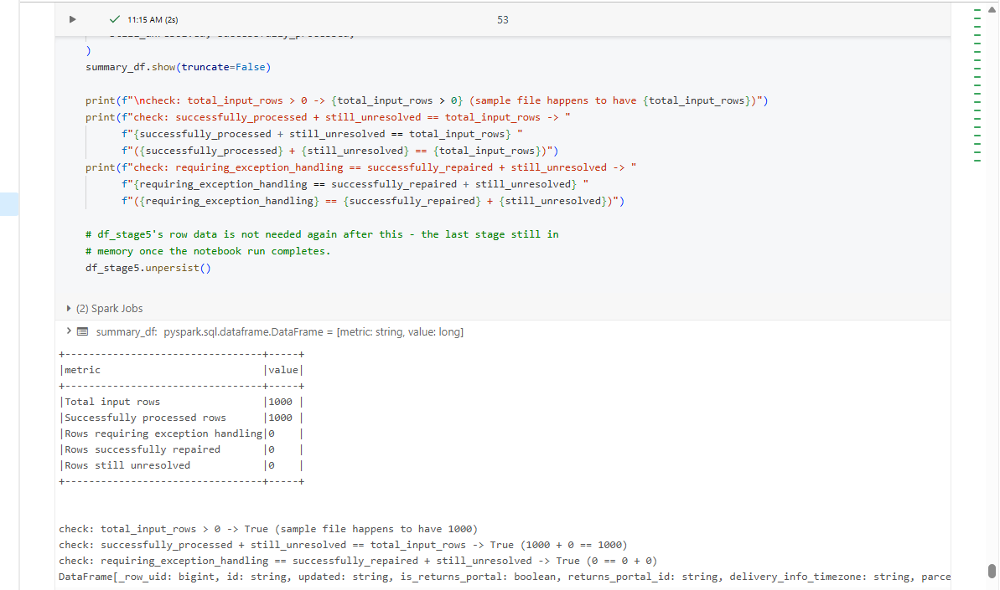 11:15 AM (2s)
53
)
summary_df.show(truncate=False)
print(f"\ncheck: total_input_rows > 0 -> {total_input_rows > 0} (sample file happens to have {total_input_rows})")
print(f"check: successfully_processed + still_unresolved == total_input_rows -> "
f"{successfully_processed + still_unresolved == total_input_rows} "
f"({successfully_processed} + {still_unresolved} == {total_input_rows})")
print(f"check: requiring_exception_handling == successfully_repaired + still_unresolved -> "
f"{requiring_exception_handling == successfully_repaired + still_unresolved} "
f"({requiring_exception_handling} == {successfully_repaired} + {still_unresolved})")
# df_stage5's row data is not needed again after this - the last stage still in
# memory once the notebook run completes.
df_stage5.unpersist()
(2) Spark Jobs
summary_df: pyspark.sql.dataframe.DataFrame = [metric: string, value: long]
+---------------------------------+-----+
|metric                           |value|
+---------------------------------+-----+
|Total input rows                 |1000 |
|Successfully processed rows      |1000 |
|Rows requiring exception handling|0    |
|Rows successfully repaired       |0    |
|Rows still unresolved            |0    |
+---------------------------------+-----+
check: total_input_rows > 0 -> True (sample file happens to have 1000)
check: successfully_processed + still_unresolved == total_input_rows -> True (1000 + 0 == 1000)
check: requiring_exception_handling == successfully_repaired + still_unresolved -> True (0 == 0 + 0)
DataFrame[_row_uid: bigint, id: string, updated: string, is_returns_portal: boolean, returns_portal_id: string, delivery_info_timezone: string, parce